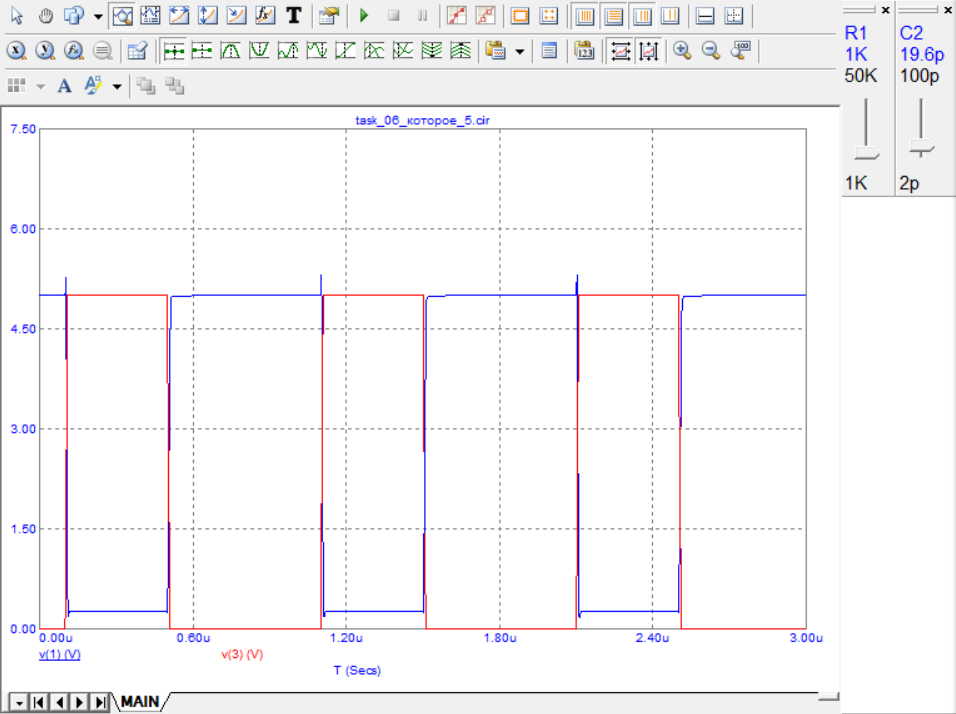 R1
1K
50K
1K
C2
19.6p
100p
2p
task_06_которое_5.cir
7.50
6.00
4.50
3.00
1.50
0.00
0.00u 0.60u 1.20u 1.80u 2.40u 3.00u
v(1) (V) v(3) (V)
T (Secs)
MAIN